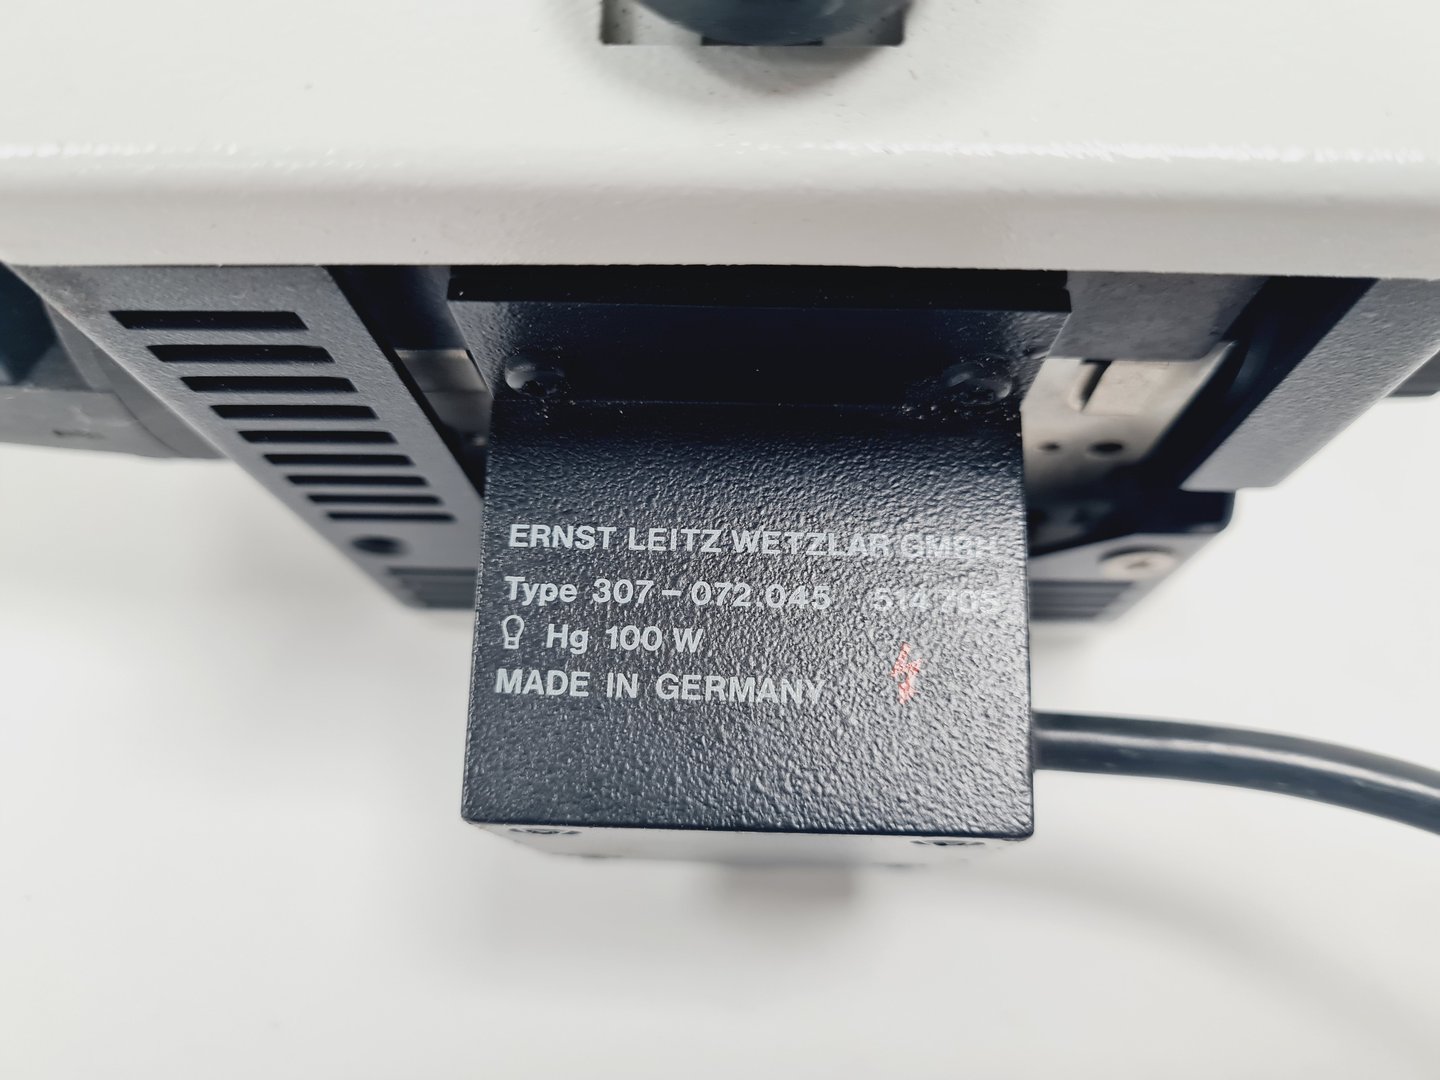 ERNST LEITZ WETZLAR GMBH
Type 307-072.045 514 705
Hg 100 W
MADE IN GERMANY